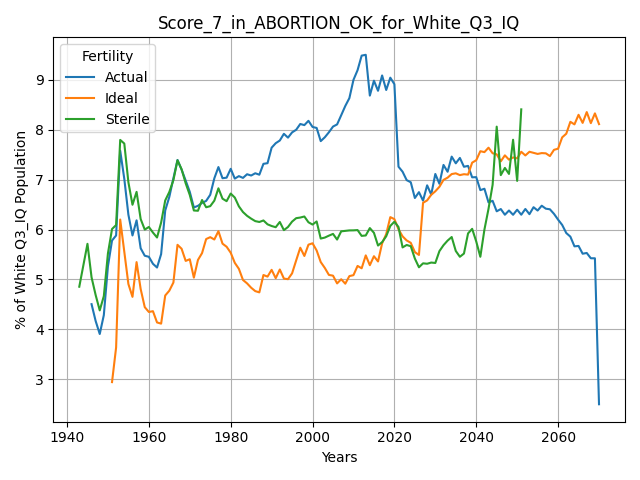 Score_7_in_ABORTION_OK_for_White_Q3_IQ
Fertility
Actual
Ideal
Sterile
% of White Q3_IQ Population
9
8
7
6
5
4
3
1940 1960 1980 2000 2020 2040 2060
Years